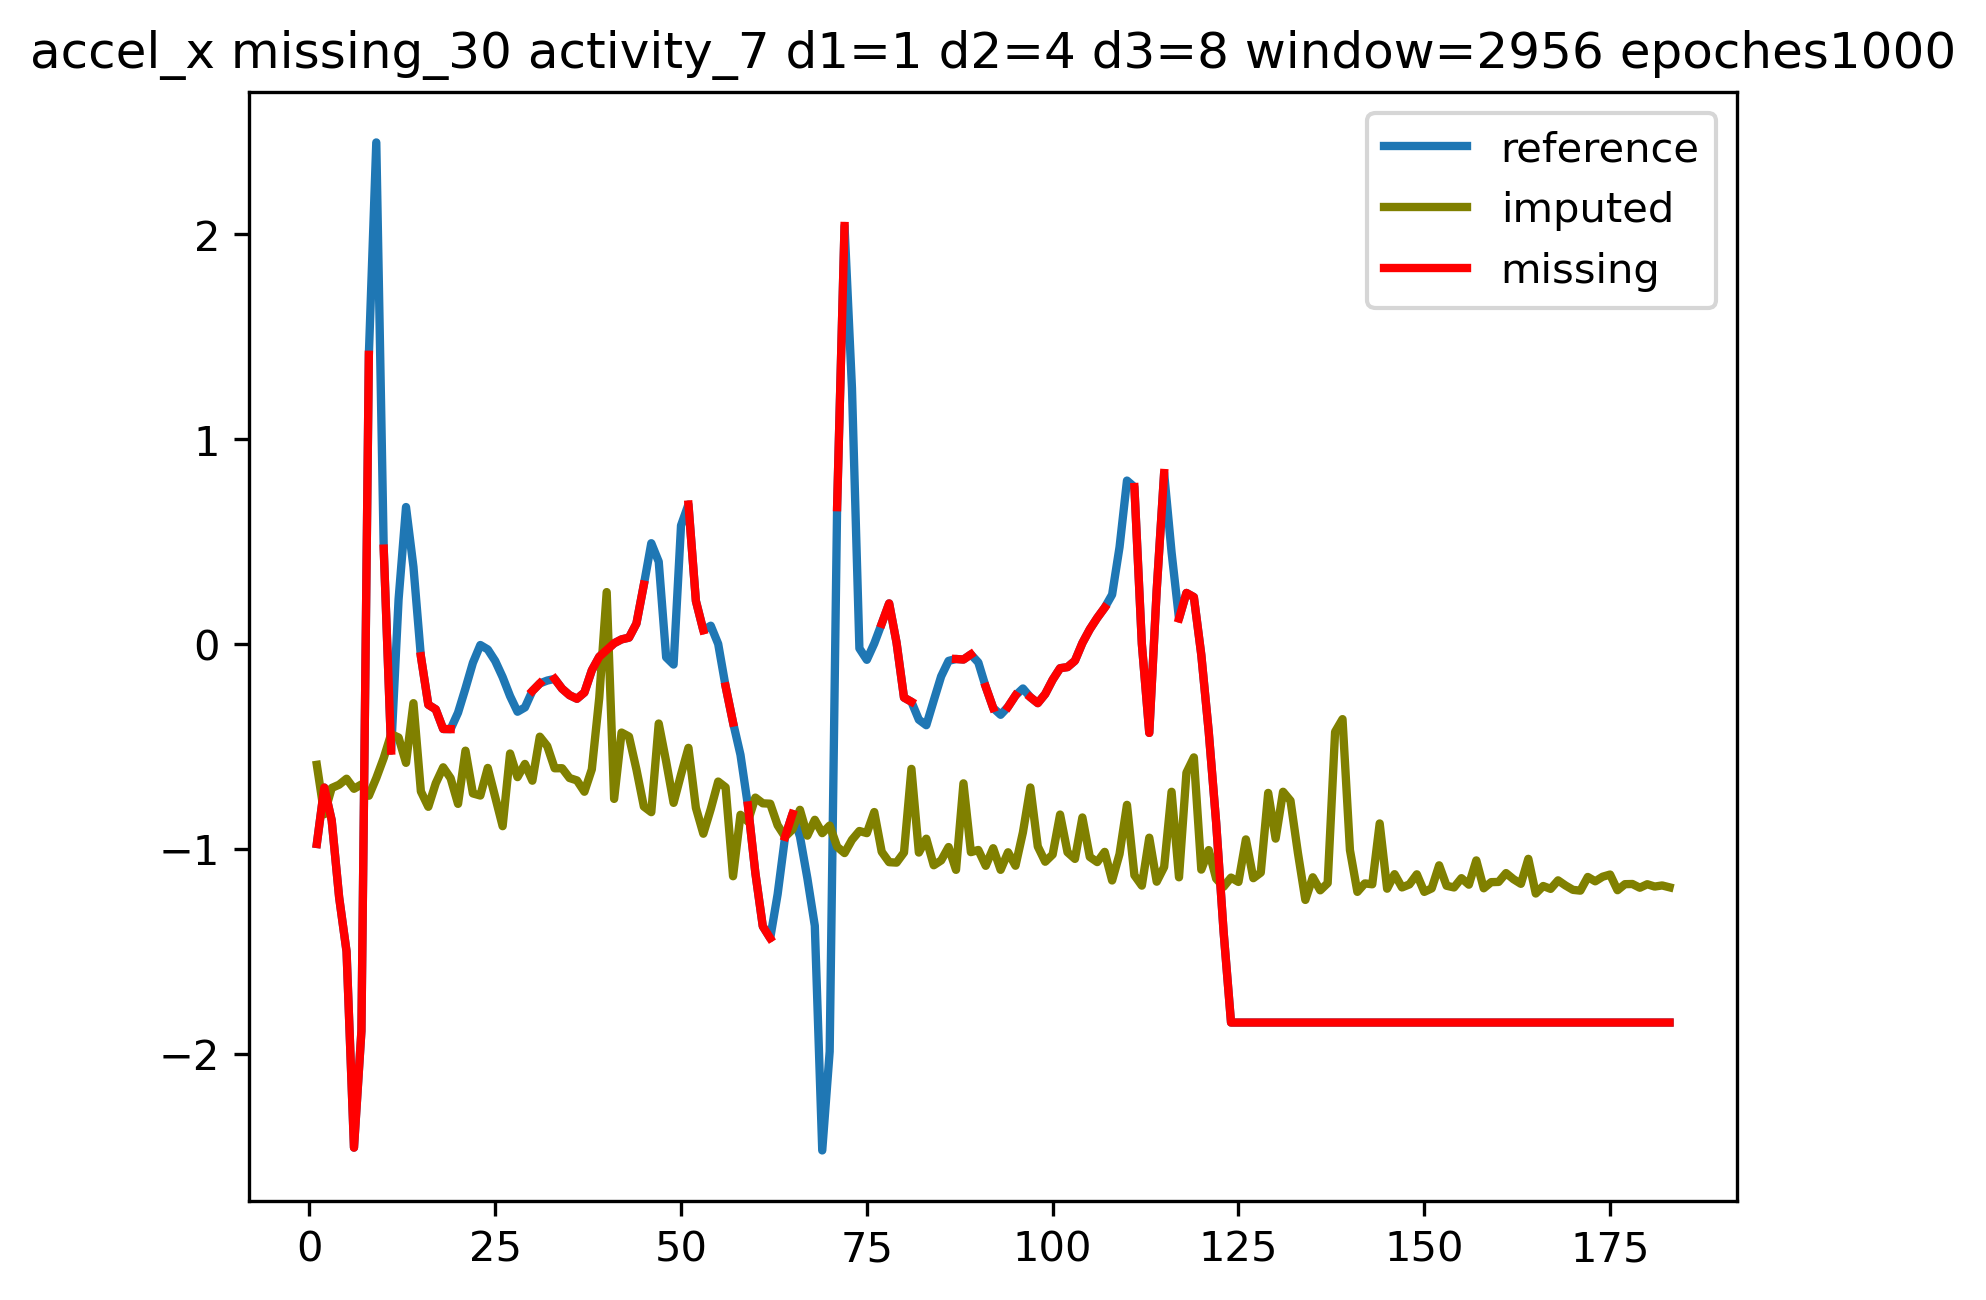 accel_x missing_30 activity_7 d1=1 d2=4 d3=8 window=2956 epoches1000
reference
imputed
missing
2
1
0
−1
−2
0 25 50 75 100 125 150 175